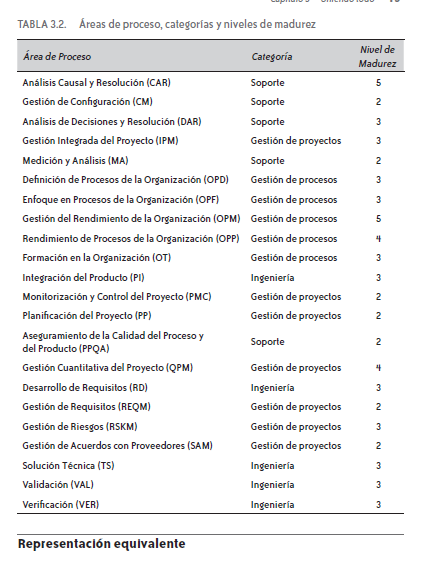 TABLA 3.2. Áreas de proceso, categorías y niveles de madurez
Área de Proceso Categoría Nivel de Madurez
Análisis Causal y Resolución (CAR) Soporte 5
Gestión de Configuración (CM) Soporte 2
Análisis de Decisiones y Resolución (DAR) Soporte 3
Gestión Integrada del Proyecto (IPM) Gestión de proyectos 3
Medición y Análisis (MA) Soporte 2
Definición de Procesos de la Organización (OPD) Gestión de procesos 3
Enfoque en Procesos de la Organización (OPF) Gestión de procesos 3
Gestión del Rendimiento de la Organización (OPM) Gestión de procesos 5
Rendimiento de Procesos de la Organización (OPP) Gestión de procesos 4
Formación en la Organización (OT) Gestión de procesos 3
Integración del Producto (PI) Ingeniería 3
Monitorización y Control del Proyecto (PMC) Gestión de proyectos 2
Planificación del Proyecto (PP) Gestión de proyectos 2
Aseguramiento de la Calidad del Proceso y
del Producto (PPQA) Soporte 2
Gestión Cuantitativa del Proyecto (QPM) Gestión de proyectos 4
Desarrollo de Requisitos (RD) Ingeniería 3
Gestión de Requisitos (REQM) Gestión de proyectos 2
Gestión de Riesgos (RSKM) Gestión de proyectos 3
Gestión de Acuerdos con Proveedores (SAM) Gestión de proyectos 2
Solución Técnica (TS) Ingeniería 3
Validación (VAL) Ingeniería 3
Verificación (VER) Ingeniería 3
Representación equivalente